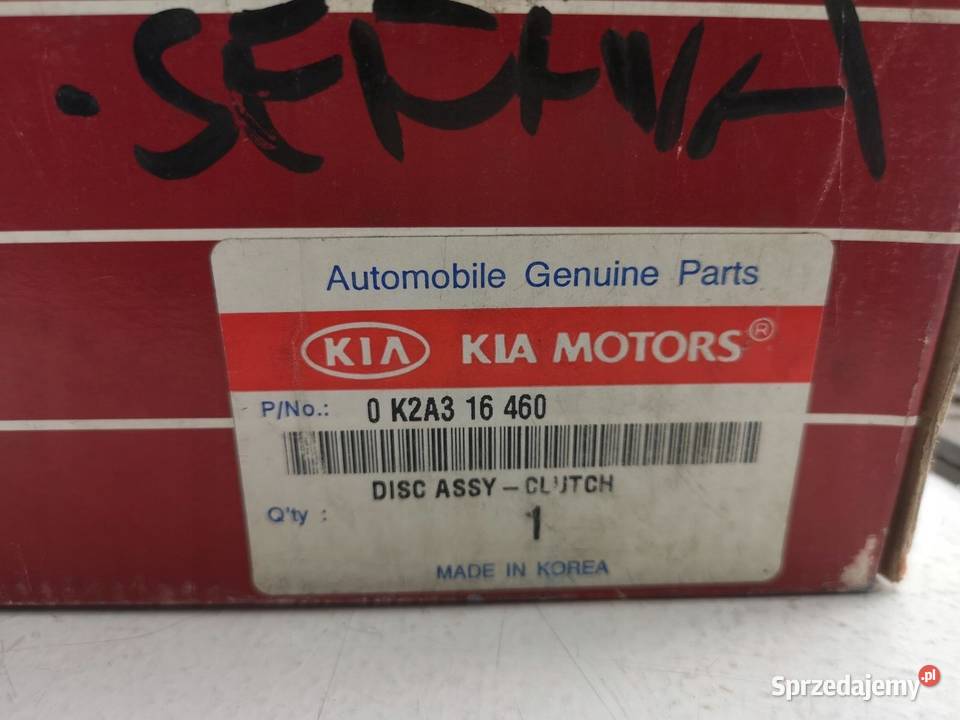 Automobile Genuine Parts
KIA KIA MOTORS®
P/No.: 0 K2A3 16 460
DISC ASSY - CLUTCH
Q'ty : 1
MADE IN KOREA
Sprzedajemy.pl